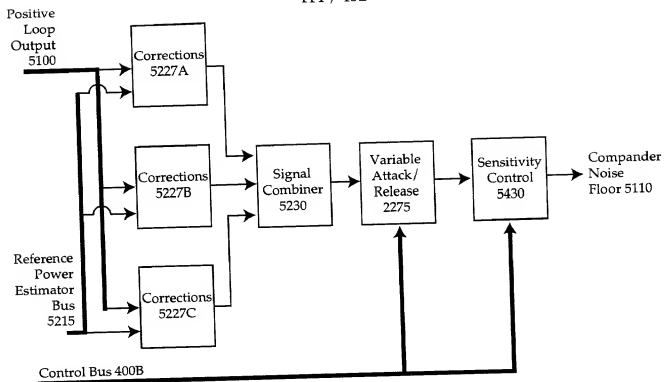 Positive
Loop
Output
5100
Corrections
5227A
Corrections
5227B
Signal
Combiner
5230
Variable
Attack/
Release
2275
Sensitivity
Control
5430
Compander
Noise
Floor 5110
Reference
Power
Estimator
Bus
5215
Corrections
5227C
Control Bus 400B